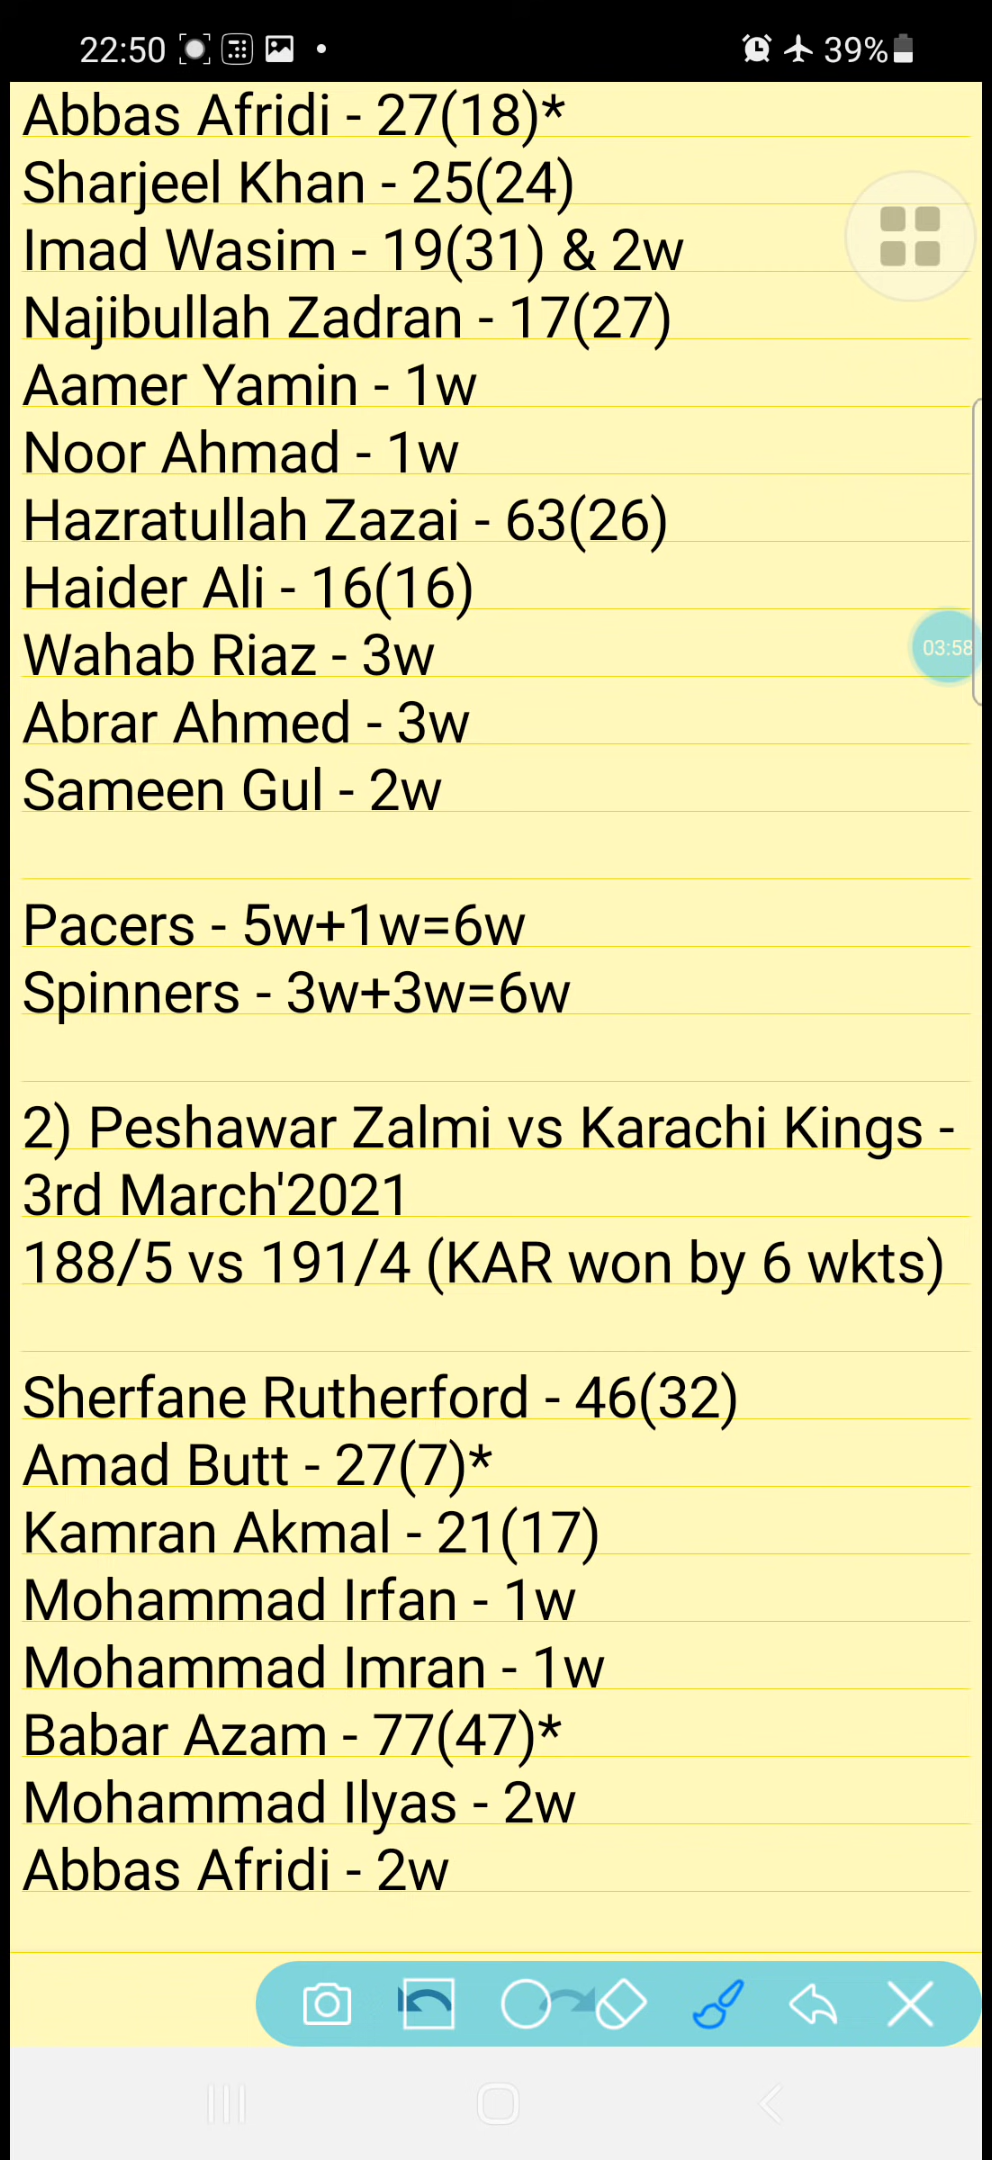 22:50 39%
Abbas Afridi - 27(18)*
Sharjeel Khan - 25(24)
Imad Wasim - 19(31) & 2w
Najibullah Zadran - 17(27)
Aamer Yamin - 1w
Noor Ahmad - 1w
Hazratullah Zazai - 63(26)
Haider Ali - 16(16)
Wahab Riaz - 3w
03:58
Abrar Ahmed - 3w
Sameen Gul - 2w
Pacers - 5w+1w=6w
Spinners - 3w+3w=6w
2) Peshawar Zalmi vs Karachi Kings -
3rd March'2021
188/5 vs 191/4 (KAR won by 6 wkts)
Sherfane Rutherford - 46(32)
Amad Butt - 27(7)*
Kamran Akmal - 21(17)
Mohammad Irfan - 1w
Mohammad Imran - 1w
Babar Azam - 77(47)*
Mohammad Ilyas - 2w
Abbas Afridi - 2w